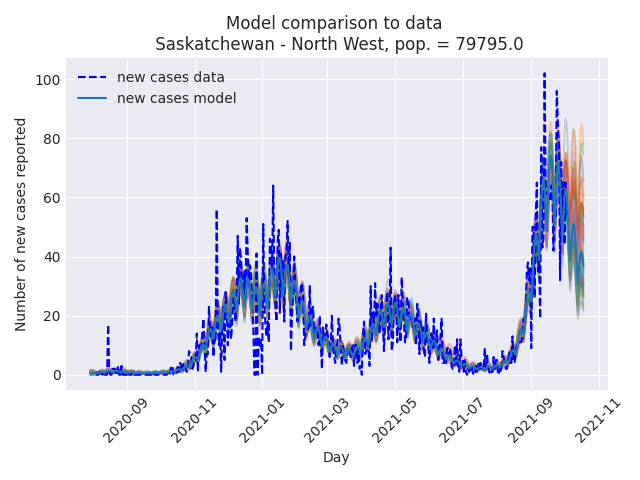 Model comparison to data
Saskatchewan - North West, pop. = 79795.0
new cases data
new cases model
Number of new cases reported
100
80
60
40
20
0
2020-09
2020-11
2021-01
2021-03
2021-05
2021-07
2021-09
2021-11
Day